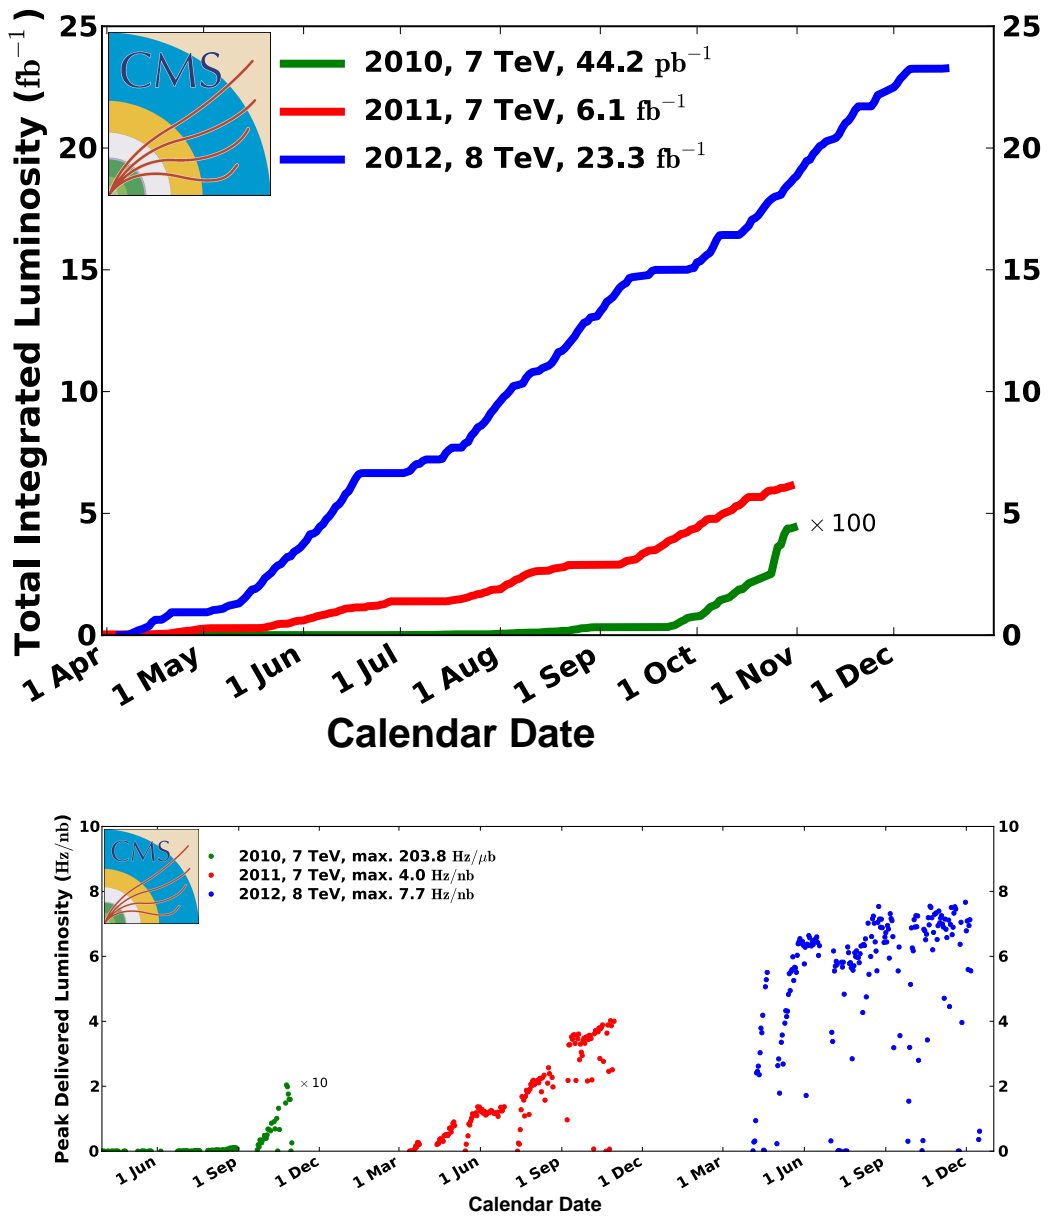 Total Integrated Luminosity (fb⁻¹)
25
20
15
10
5
0
CMS
2010, 7 TeV, 44.2 pb⁻¹
2011, 7 TeV, 6.1 fb⁻¹
2012, 8 TeV, 23.3 fb⁻¹
× 100
25
20
15
10
5
0
1 Apr
1 May
1 Jun
1 Jul
1 Aug
1 Sep
1 Oct
1 Nov
1 Dec
Calendar Date
Peak Delivered Luminosity (Hz/nb)
10
8
6
4
2
0
CMS
2010, 7 TeV, max. 203.8 Hz/μb
2011, 7 TeV, max. 4.0 Hz/nb
2012, 8 TeV, max. 7.7 Hz/nb
× 10
10
8
6
4
2
0
1 Jun
1 Sep
1 Dec
1 Mar
1 Jun
1 Sep
1 Dec
1 Mar
1 Jun
1 Sep
1 Dec
Calendar Date